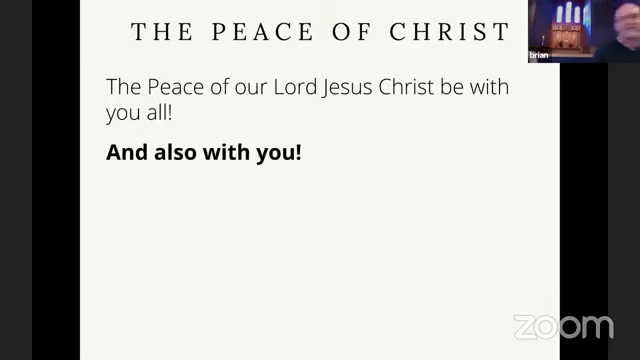 THE PEACE OF CHRIST
brian
The Peace of our Lord Jesus Christ be with
you all!
And also with you!
zoom